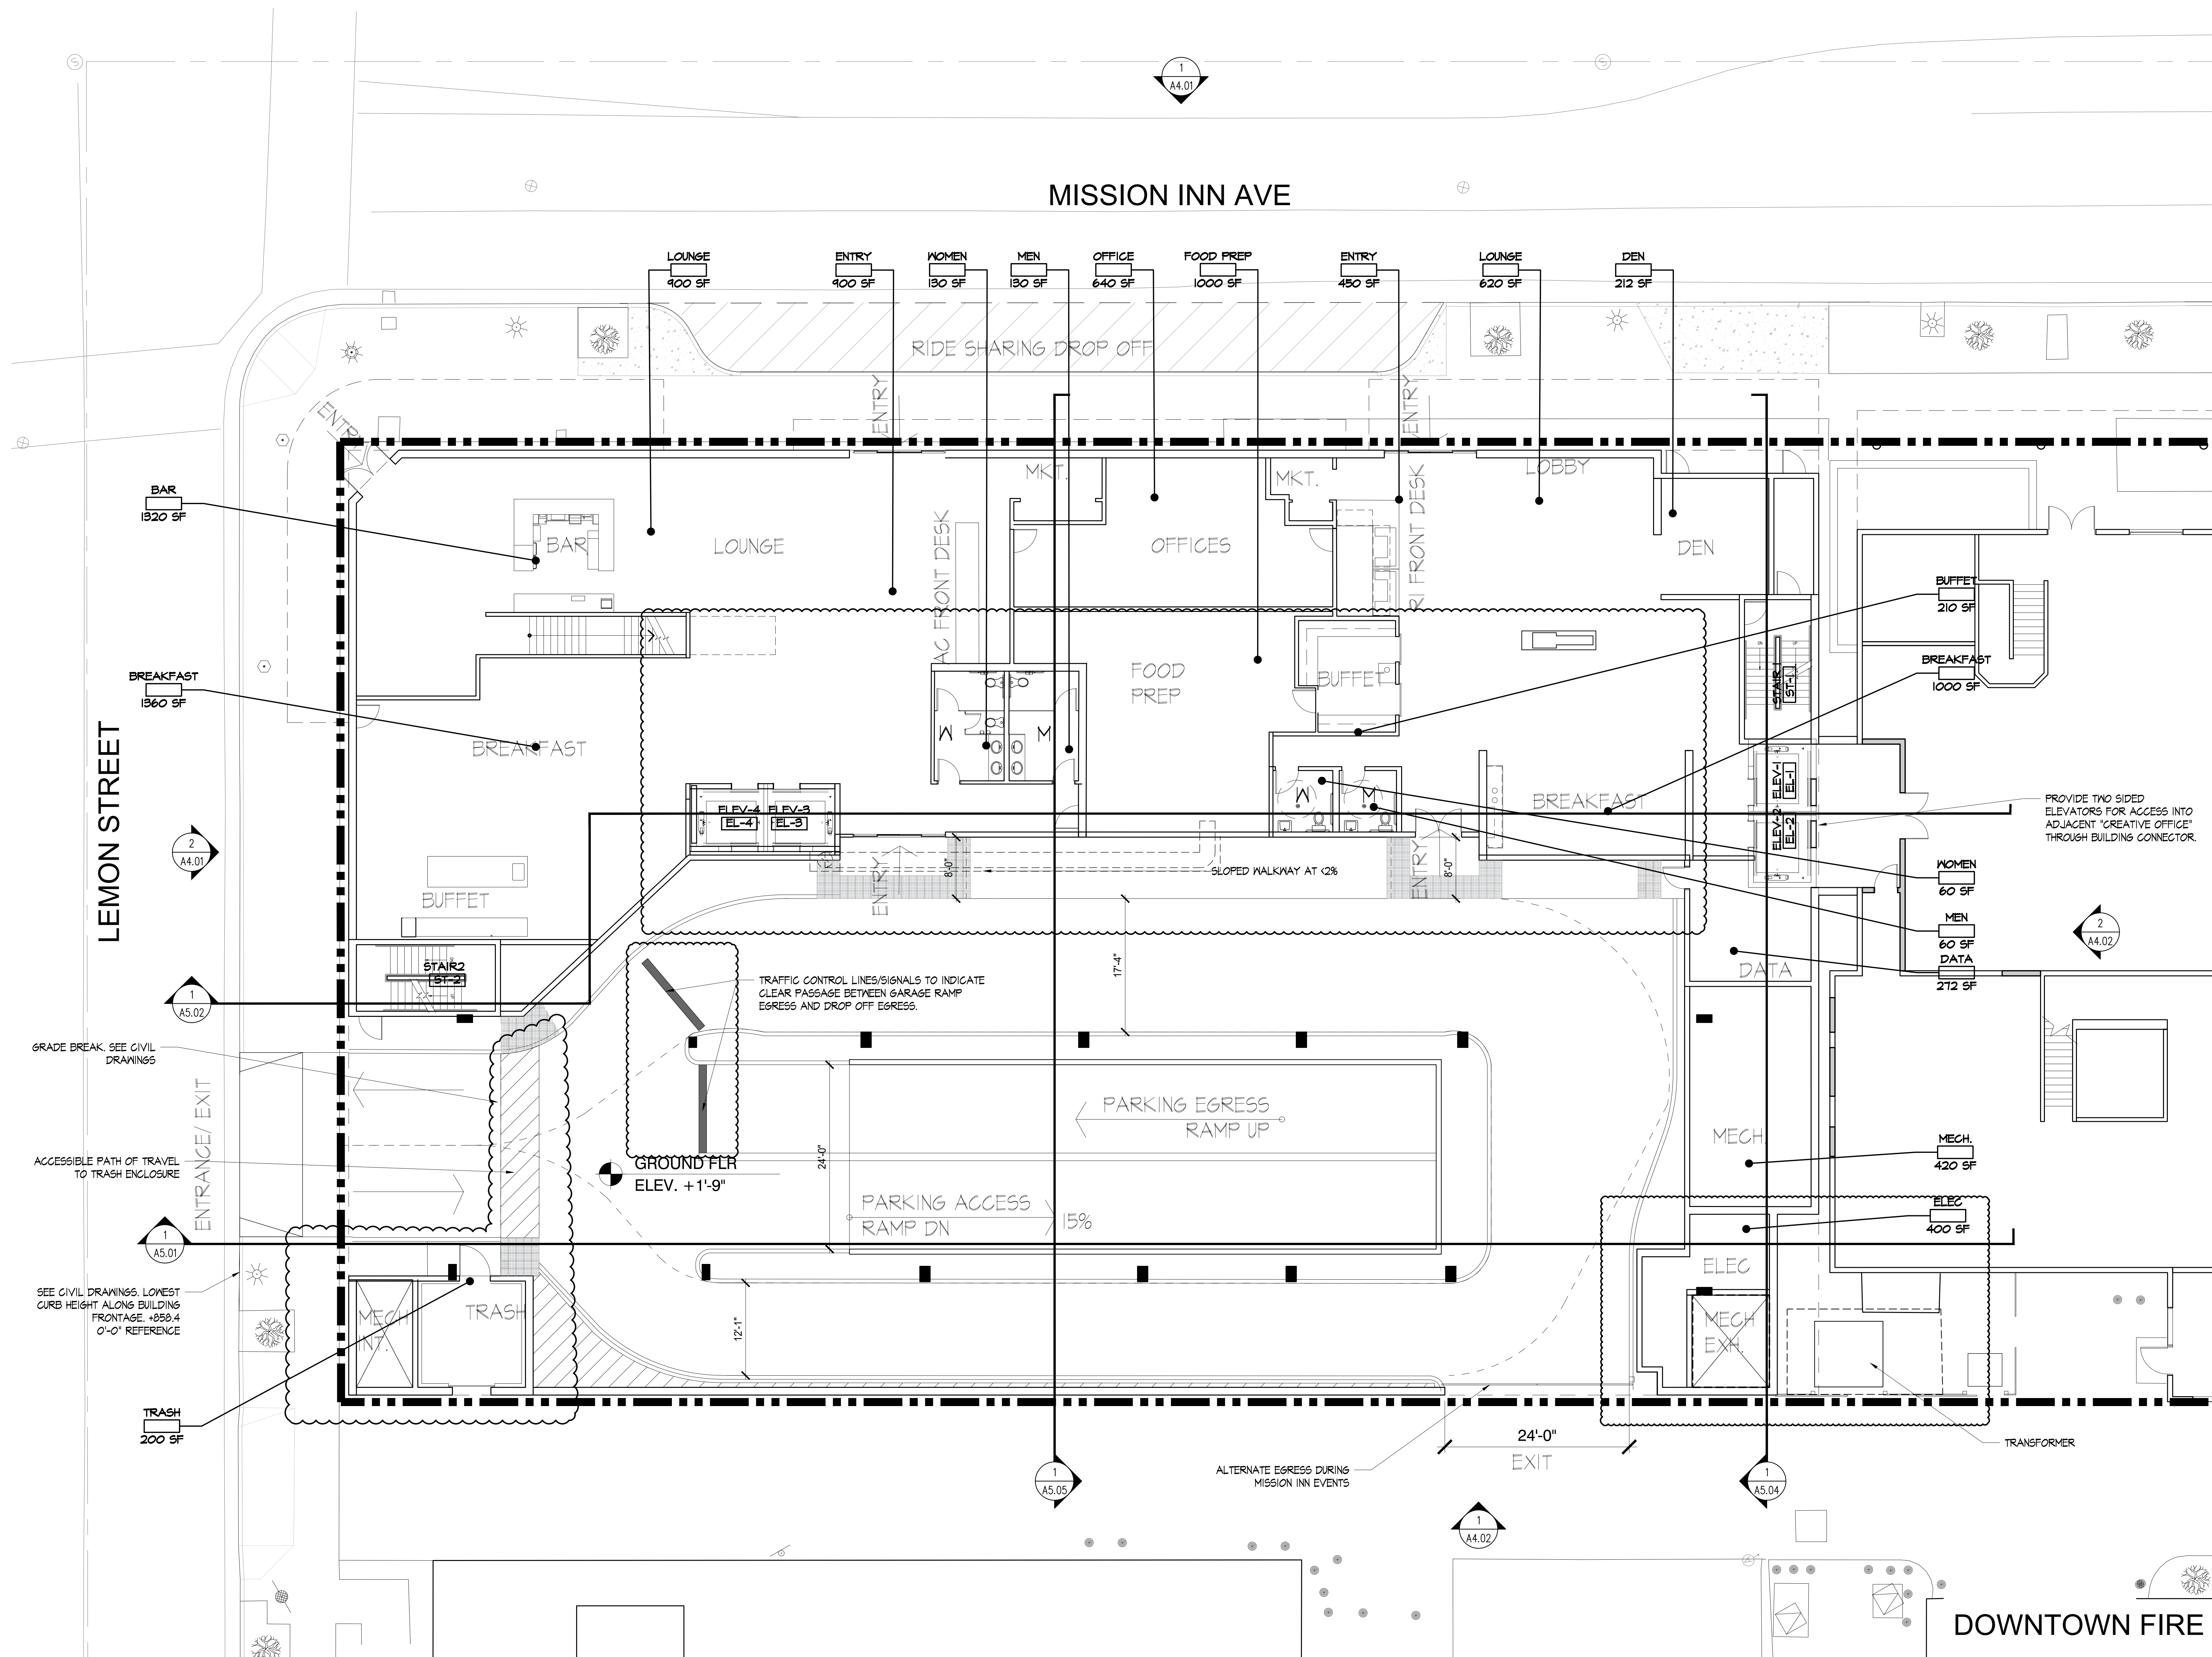 1
A4.01
MISSION INN AVE
LOUNGE
900 SF
ENTRY
900 SF
WOMEN
130 SF
MEN
130 SF
OFFICE
640 SF
FOOD PREP
1000 SF
ENTRY
450 SF
LOUNGE
620 SF
DEN
212 SF
RIDE SHARING DROP OFF
ENTRY
ENTRY
ENTRY
MKT.
MKT.
LOBBY
BAR
1320 SF
BAR
LOUNGE
AC FRONT DESK
OFFICES
RI FRONT DESK
DEN
BUFFET
210 SF
BREAKFAST
1360 SF
FOOD
PREP
BUFFET
STAIR-1
ST-1
BREAKFAST
1000 SF
LEMON STREET
BREAKFAST
W
M
W
M
BREAKFAST
ELEV-4
EL-4
ELEV-3
EL-3
ELEV-1
EL-1
ELEV-2
EL-2
PROVIDE TWO SIDED
ELEVATORS FOR ACCESS INTO
ADJACENT "CREATIVE OFFICE"
THROUGH BUILDING CONNECTOR.
2
A4.01
BUFFET
ENTRY
8'-0"
SLOPED WALKWAY AT <2%
ENTRY
8'-0"
WOMEN
60 SF
MEN
60 SF
2
A4.02
STAIR2
ST-2
17'-4"
DATA
DATA
272 SF
1
A5.02
TRAFFIC CONTROL LINES/SIGNALS TO INDICATE
CLEAR PASSAGE BETWEEN GARAGE RAMP
EGRESS AND DROP OFF EGRESS.
GRADE BREAK, SEE CIVIL
DRAWINGS
ENTRANCE/ EXIT
PARKING EGRESS
RAMP UP
MECH.
MECH.
420 SF
ACCESSIBLE PATH OF TRAVEL
TO TRASH ENCLOSURE
GROUND FLR
ELEV. +1'-9"
24'-0"
PARKING ACCESS
RAMP DN
15%
ELEC
400 SF
1
A5.01
ELEC
SEE CIVIL DRAWINGS. LOWEST
CURB HEIGHT ALONG BUILDING
FRONTAGE. +858.4
0'-0" REFERENCE
MECH
INT.
TRASH
12'-1"
MECH
EXH.
TRASH
200 SF
24'-0"
EXIT
TRANSFORMER
ALTERNATE EGRESS DURING
MISSION INN EVENTS
1
A5.05
1
A5.04
1
A4.02
DOWNTOWN FIRE